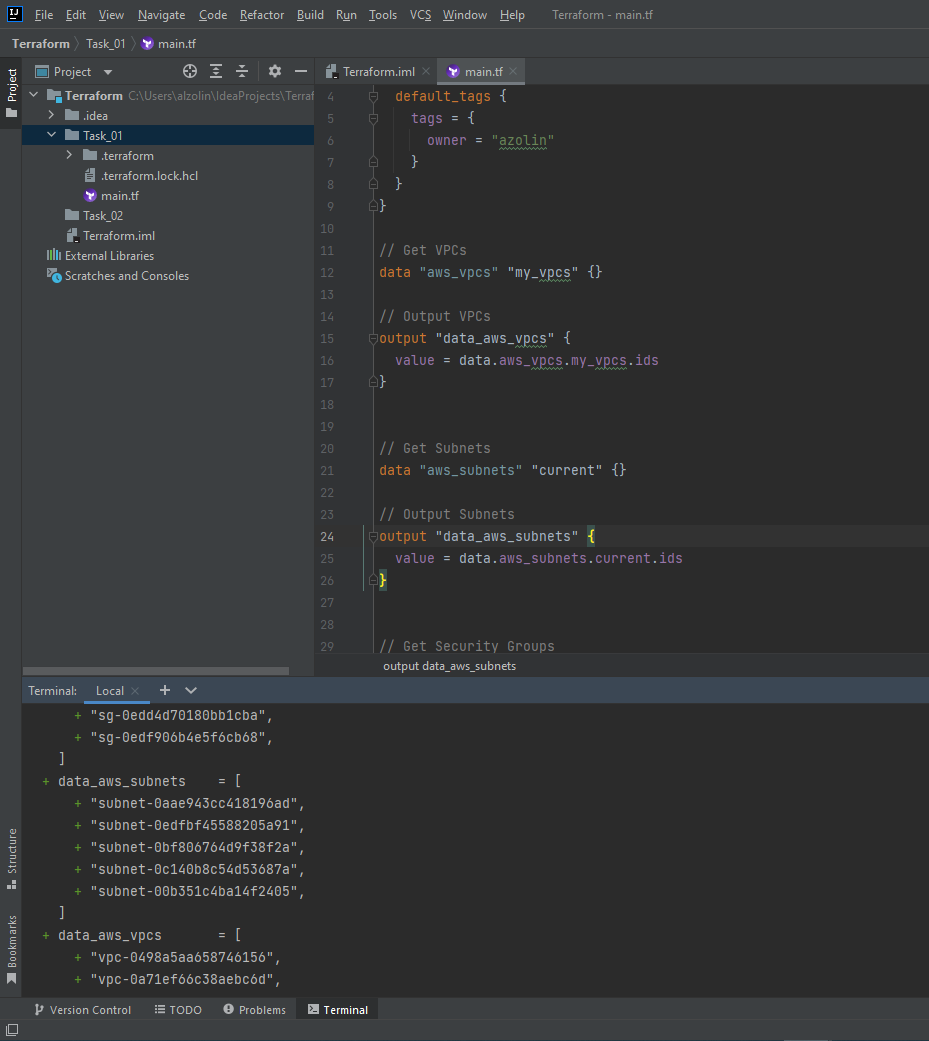 IJ File Edit View Navigate Code Refactor Build Run Tools VCS Window Help Terraform - main.tf
Terraform Task_01 main.tf
Project
Project
Terraform.iml
main.tf
Terraform C:\Users\alzolin\IdeaProjects\Terraf
.idea
Task_01
.terraform
.terraform.lock.hcl
main.tf
Task_02
Terraform.iml
External Libraries
Scratches and Consoles
4 default_tags {
5 tags = {
6 owner = "azolin"
7 }
8 }
9 }
10
11 // Get VPCs
12 data "aws_vpcs" "my_vpcs" {}
13
14 // Output VPCs
15 output "data_aws_vpcs" {
16 value = data.aws_vpcs.my_vpcs.ids
17 }
18
19
20 // Get Subnets
21 data "aws_subnets" "current" {}
22
23 // Output Subnets
24 output "data_aws_subnets" {
25 value = data.aws_subnets.current.ids
26 }
27
28
29 // Get Security Groups
output data_aws_subnets
Terminal: Local
+ "sg-0edd4d70180bb1cba",
+ "sg-0edf906b4e5f6cb68",
]
+ data_aws_subnets = [
+ "subnet-0aae943cc418196ad",
+ "subnet-0edfbf45588205a91",
+ "subnet-0bf806764d9f38f2a",
+ "subnet-0c140b8c54d53687a",
+ "subnet-00b351c4ba14f2405",
]
+ data_aws_vpcs = [
+ "vpc-0498a5aa658746156",
+ "vpc-0a71ef66c38aebc6d",
Structure
Bookmarks
Version Control TODO Problems Terminal